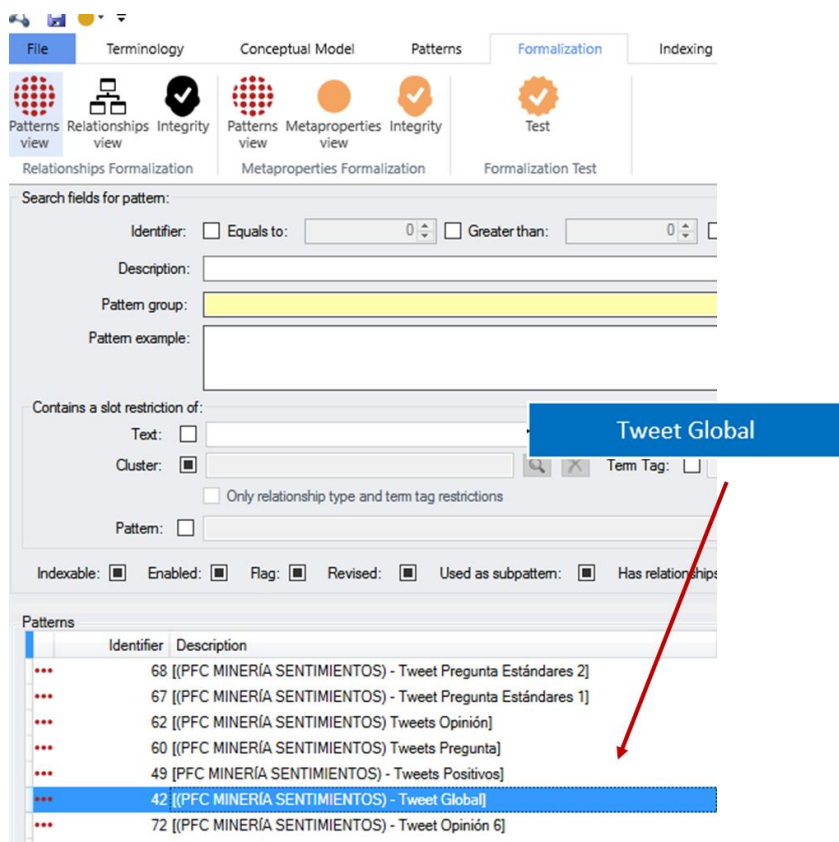 File Terminology Conceptual Model Patterns Formalization Indexing
Patterns view Relationships view Integrity Patterns view Metaproperties view Integrity Test
Relationships Formalization Metaproperties Formalization Formalization Test
Search fields for pattern:
Identifier: Equals to: 0 Greater than: 0
Description:
Pattern group:
Pattern example:
Contains a slot restriction of:
Text:
Tweet Global
Cluster: Term Tag:
Only relationship type and term tag restrictions
Pattern:
Indexable: Enabled: Flag: Revised: Used as subpattern: Has relationships
Patterns
Identifier Description
68 [(PFC MINERÍA SENTIMIENTOS) - Tweet Pregunta Estándares 2]
67 [(PFC MINERÍA SENTIMIENTOS) - Tweet Pregunta Estándares 1]
62 [(PFC MINERÍA SENTIMIENTOS) Tweets Opinión]
60 [(PFC MINERÍA SENTIMIENTOS) Tweets Pregunta]
49 [PFC MINERÍA SENTIMIENTOS) - Tweets Positivos]
42 [(PFC MINERÍA SENTIMIENTOS) - Tweet Global]
72 [(PFC MINERÍA SENTIMIENTOS) - Tweet Opinión 6]